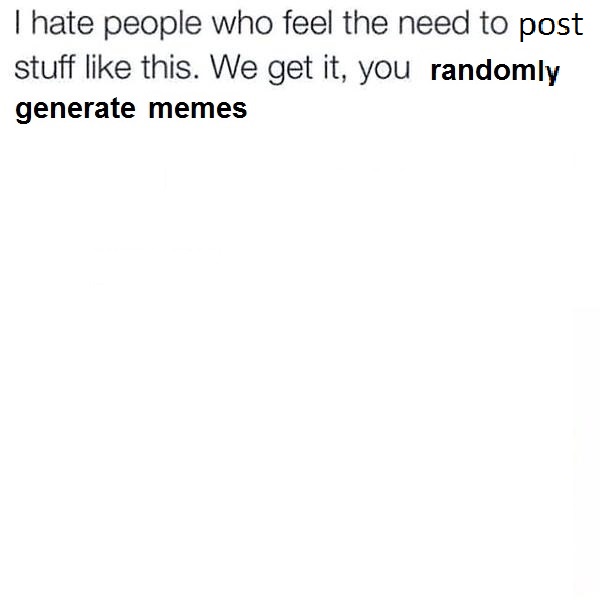 I hate people who feel the need to post
stuff like this. We get it, you randomly
generate memes